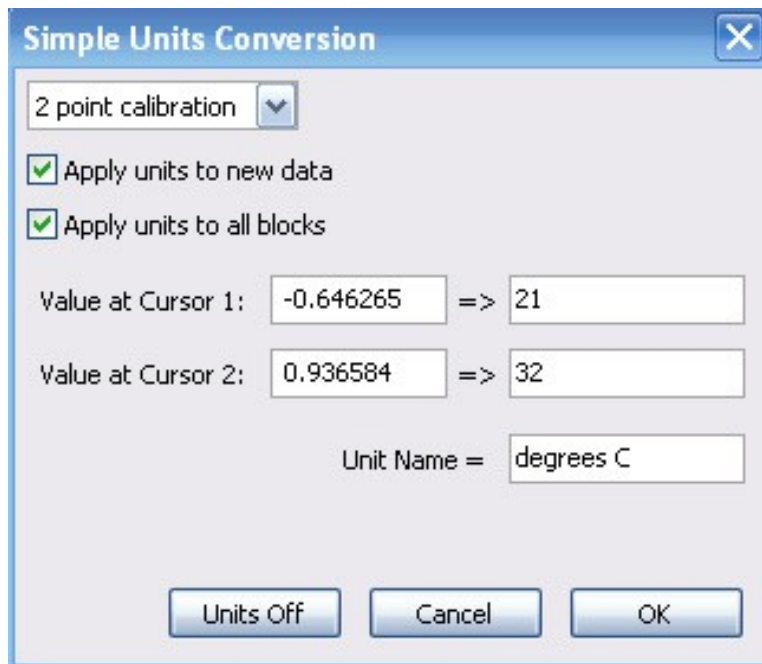 Simple Units Conversion
2 point calibration
Apply units to new data
Apply units to all blocks
Value at Cursor 1: -0.646265 => 21
Value at Cursor 2: 0.936584 => 32
Unit Name = degrees C
Units Off Cancel OK